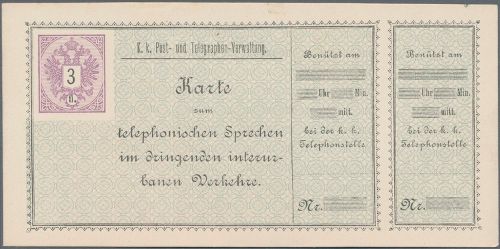 3
fl.
K. k. Post- und Telegraphen-Verwaltung.
Karte
zum
telephonischen Sprechen
im dringenden interur-
banen Verkehre.
Benützt am
Uhr Min.
mitt.
bei der k. k.
Telephonstelle
Nr.
Benützt am
Uhr Min.
mitt.
bei der k. k.
Telephonstelle
Nr.